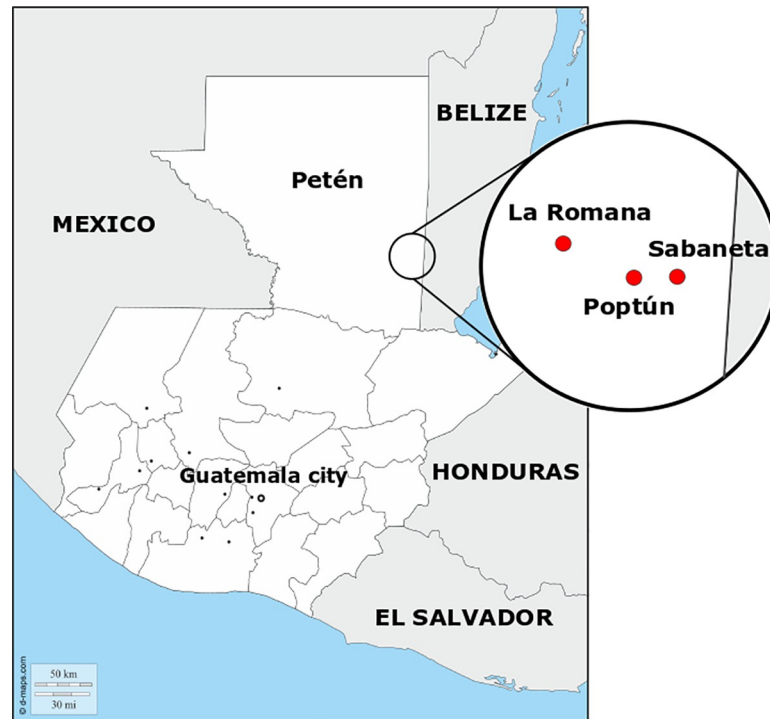 BELIZE
Petén
MEXICO
La Romana
Sabaneta
Poptún
Guatemala city
HONDURAS
EL SALVADOR
50 km
30 mi
© d-maps.com